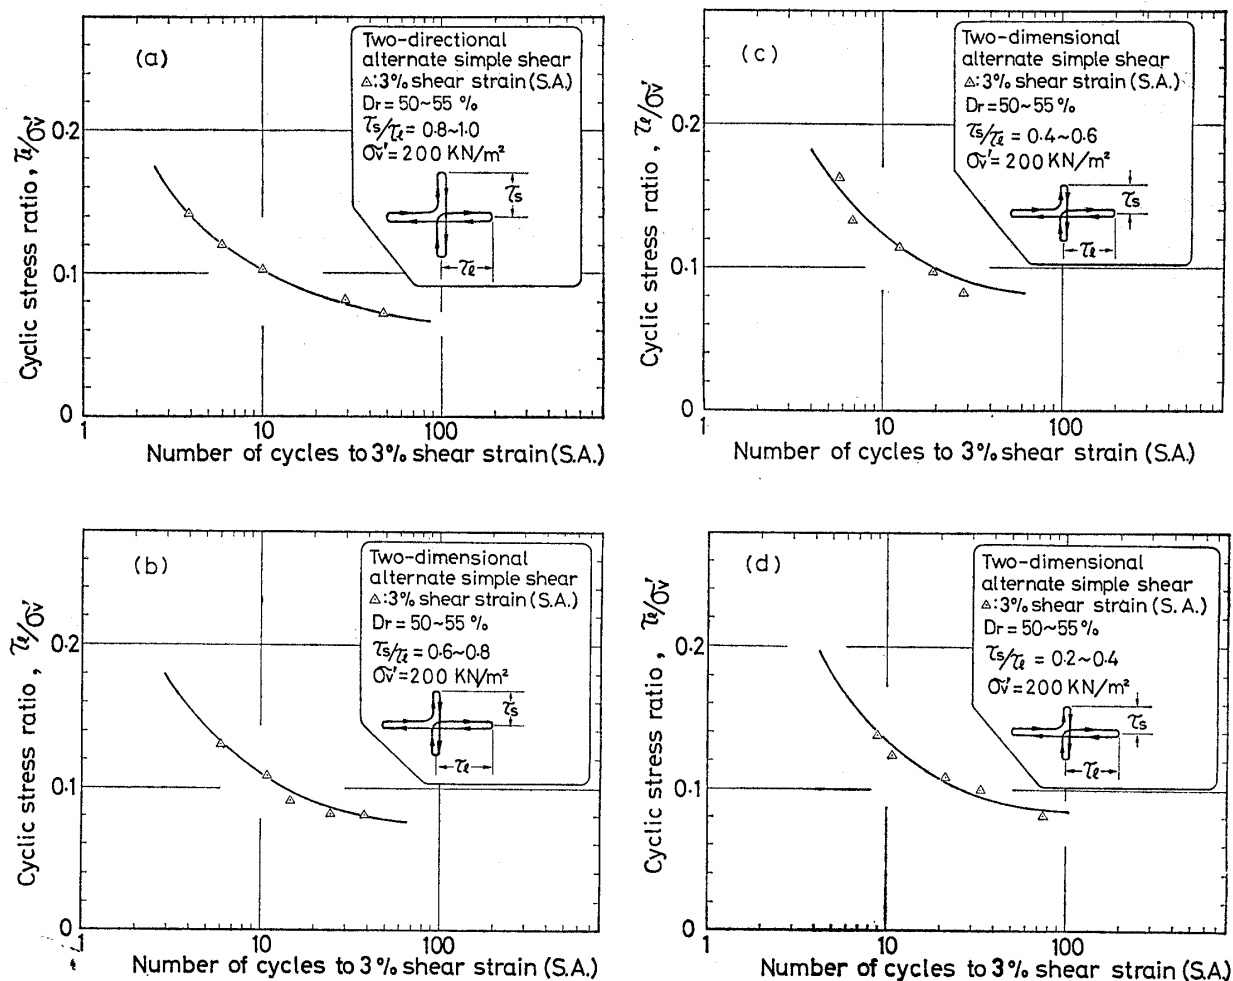 (a)
Two-directional
alternate simple shear
△:3% shear strain (S.A.)
Dr = 50~55 %
τs/τℓ = 0.8~1.0
σv' = 200 KN/m²
τs
τℓ
Cyclic stress ratio, τℓ/σv'
0.2
0.1
0
1
10
100
Number of cycles to 3% shear strain (S.A.)
(c)
Two-dimensional
alternate simple shear
△:3% shear strain (S.A.)
Dr = 50~55 %
τs/τℓ = 0.4~0.6
σv' = 200 KN/m²
τs
τℓ
Cyclic stress ratio, τℓ/σv'
0.2
0.1
0
1
10
100
Number of cycles to 3% shear strain (S.A.)
(b)
Two-dimensional
alternate simple shear
△:3% shear strain (S.A.)
Dr = 50~55 %
τs/τℓ = 0.6~0.8
σv' = 200 KN/m²
τs
τℓ
Cyclic stress ratio, τℓ/σv'
0.2
0.1
0
1
10
100
Number of cycles to 3% shear strain (S.A.)
(d)
Two-dimensional
alternate simple shear
△:3% shear strain (S.A.)
Dr = 50~55%
τs/τℓ = 0.2~0.4
σv' = 200 KN/m²
τs
τℓ
Cyclic stress ratio, τℓ/σv'
0.2
0.1
0
1
10
100
Number of cycles to 3% shear strain (S.A.)